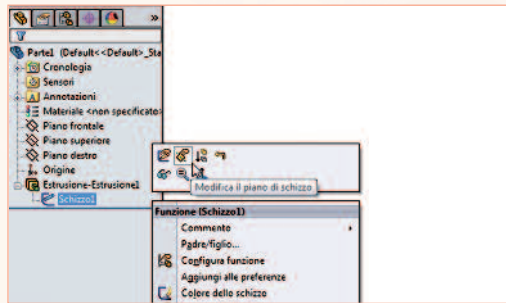 »
Parte1 (Default<<Default>_Sta
Cronologia
Sensori
Annotazioni
Materiale <non specificato>
Piano frontale
Piano superiore
Piano destro
Origine
Estrusione-Estrusione1
Schizzo1
Modifica il piano di schizzo
Funzione (Schizzo1)
Commento
Padre/figlio...
Configura funzione
Aggiungi alle preferenze
Colore dello schizzo